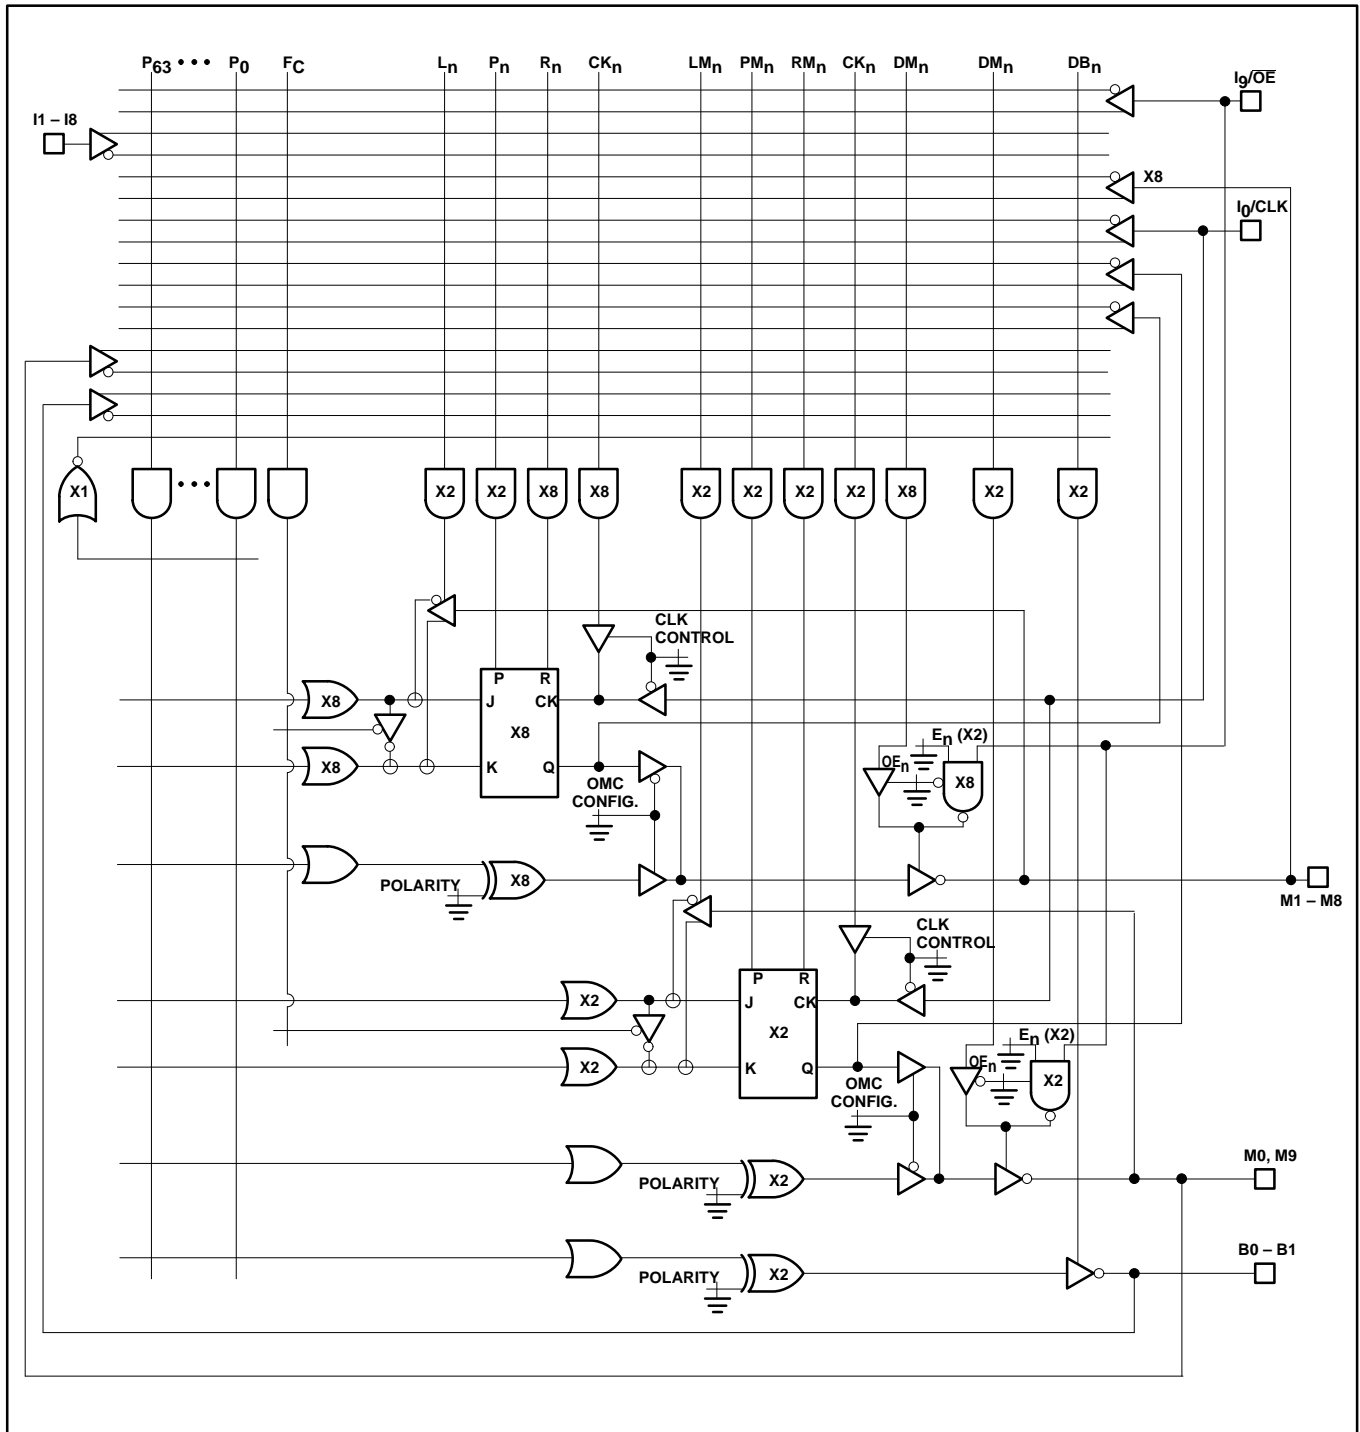 P63 • • • P0 FC Ln Pn Rn CKn LMn PMn RMn CKn DMn DMn DBn
I9/OE
I1 – I8
X8
I0/CLK
X1 • • • X2 X2 X8 X8 X2 X2 X2 X2 X8 X2 X2
CLK
CONTROL
P R
X8 J CK
X8
En (X2)
OEn
X8
X8 K Q
OMC
CONFIG.
POLARITY X8
M1 – M8
CLK
CONTROL
P R
X2 J CK
X2
En (X2)
OEn
X2
X2 K Q
OMC
CONFIG.
M0, M9
POLARITY X2
B0 – B1
POLARITY X2